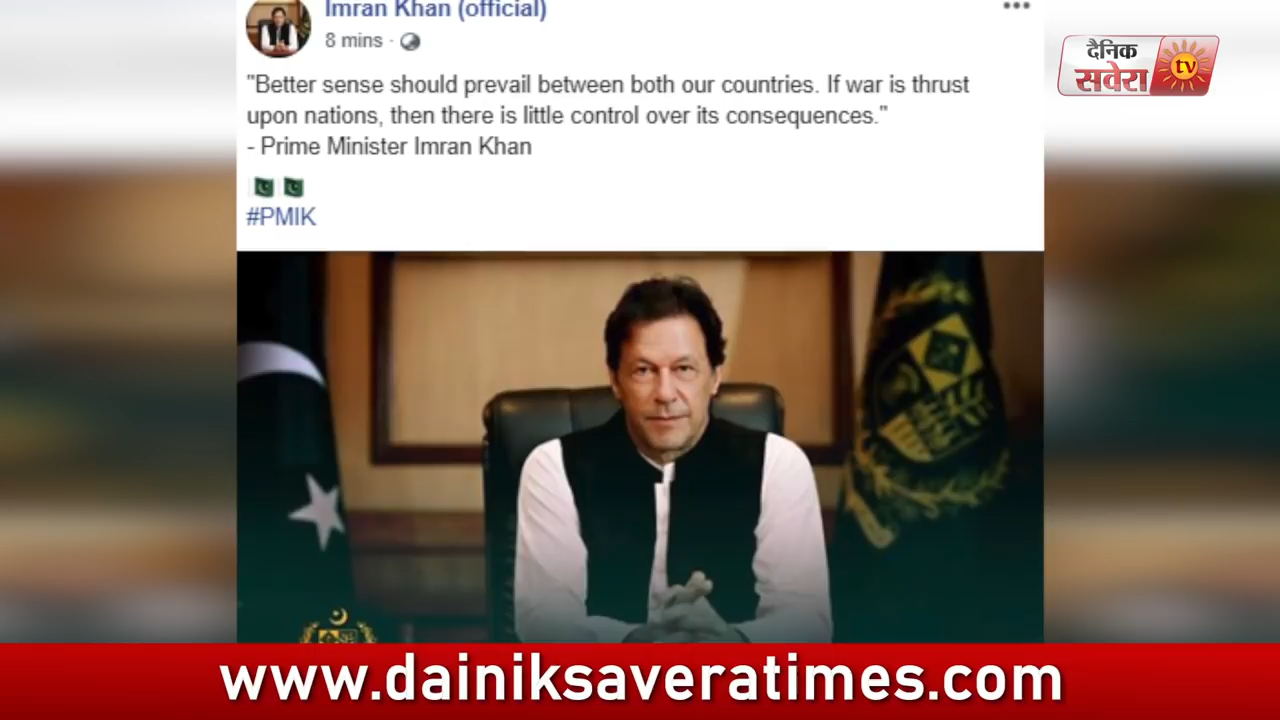 Imran Khan (official)
8 mins ·
दैनिक
सवेरा tv
"Better sense should prevail between both our countries. If war is thrust
upon nations, then there is little control over its consequences."
- Prime Minister Imran Khan
#PMIK
www.dainiksaveratimes.com